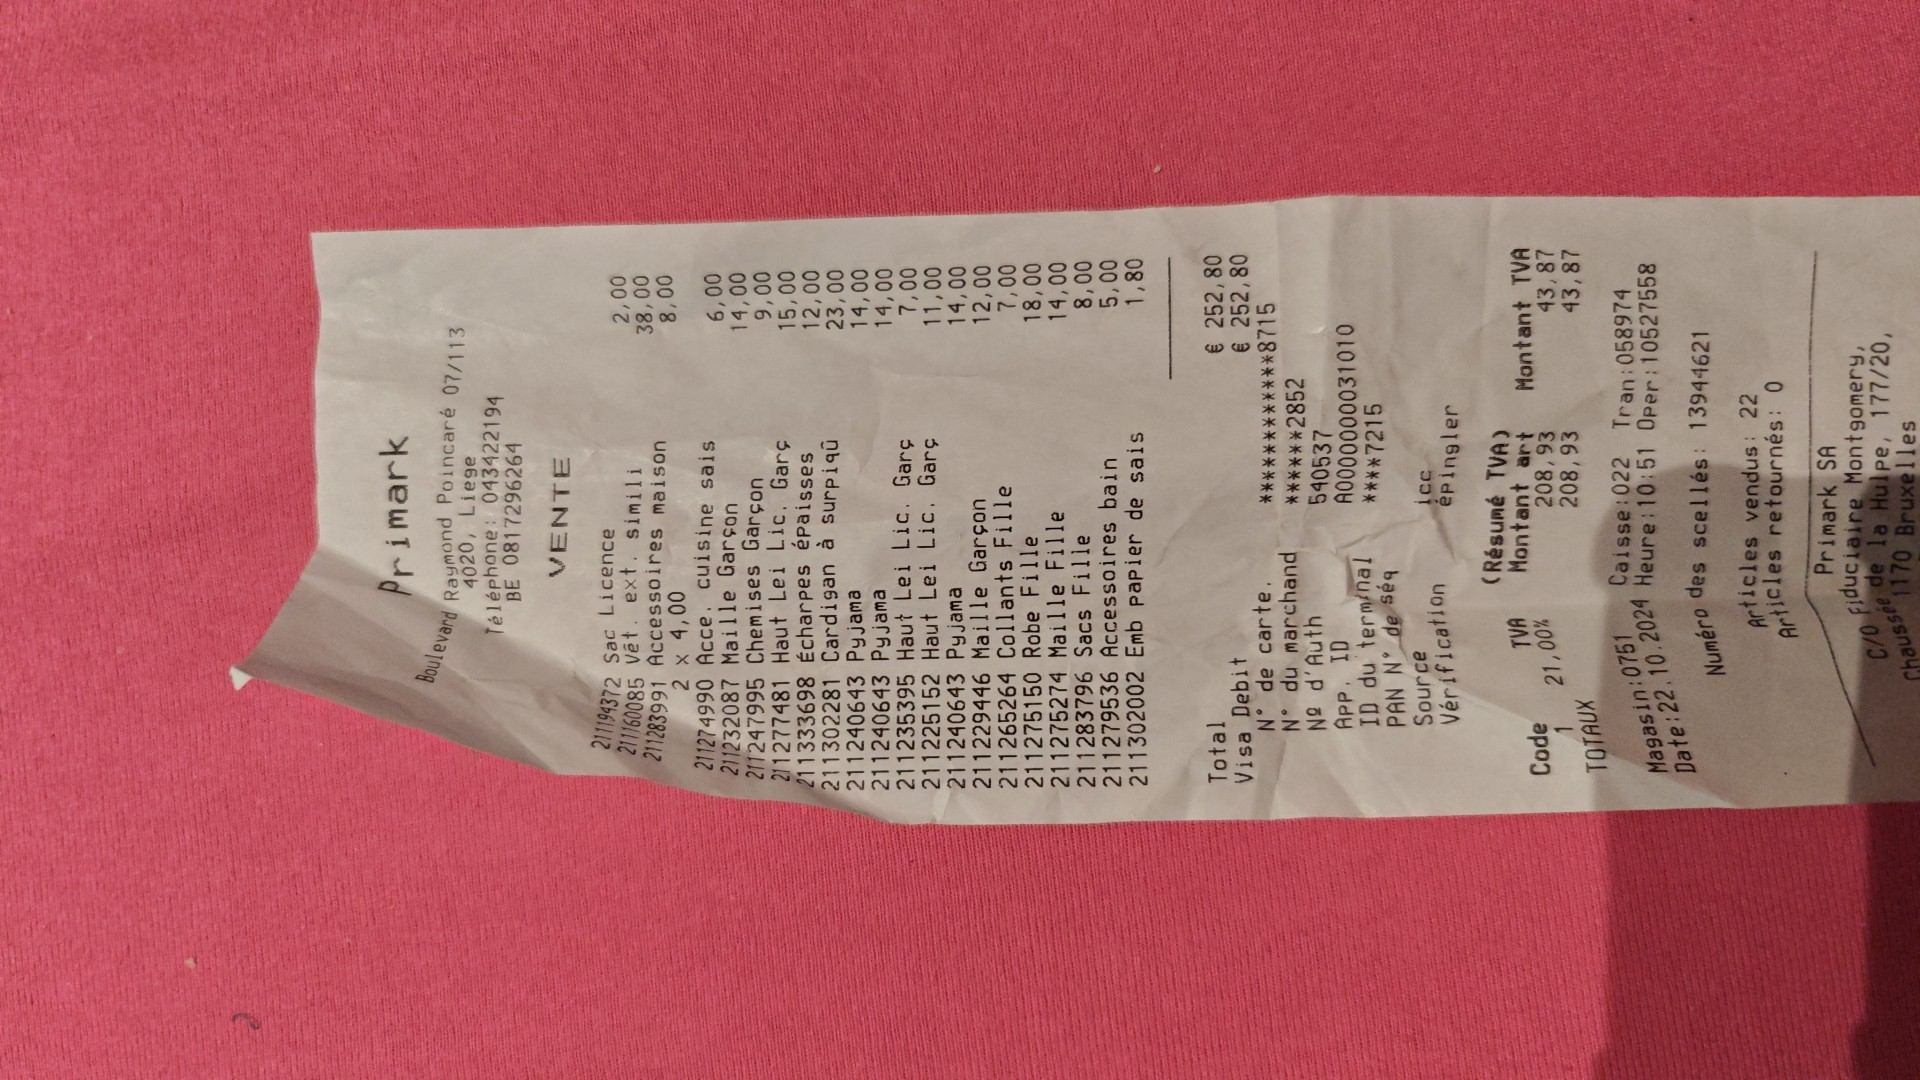 Primark
Boulevard Raymond Poincaré 07/113
4020, Liege
Téléphone: 043422194
BE 0817296264
VENTE
211194372 Sac Licence 2,00
211160085 Vêt. ext. simili 38,00
211283991 Accessoires maison 8,00
2 x 4,00
211274990 Acce. cuisine sais 6,00
211232087 Maille Garçon 14,00
211247995 Chemises Garçon 9,00
211277481 Haut Lei Lic. Garç 15,00
211333698 Écharpes épaisses 12,00
211302281 Cardigan à surpiqû 23,00
211240643 Pyjama 14,00
211240643 Pyjama 14,00
211235395 Haut Lei Lic. Garç 7,00
211225152 Haut Lei Lic. Garç 11,00
211240643 Pyjama 14,00
211229446 Maille Garçon 12,00
211265264 Collants Fille 7,00
211275150 Robe Fille 18,00
211275274 Maille Fille 14,00
211283796 Sacs Fille 8,00
211279536 Accessoires bain 5,00
211302002 Emb papier de sais 1,80
Total € 252,80
Visa Debit € 252,80
N° de carte. ************8715
N° du marchand ******2852
Nº d'Auth 540537
App. ID A0000000031010
ID du terminal ****7215
PAN N° de séq
Source icc
Vérification épingler
(Résumé TVA)
Code TVA Montant art Montant TVA
1 21,00% 208,93 43,87
TOTAUX 208,93 43,87
Magasin:0751 Caisse:022 Tran:058974
Date:22.10.2024 Heure:10:51 Oper:10527558
Numéro des scellés: 13944621
Articles vendus: 22
Articles retournés: 0
Primark SA
C/O Fiduciaire Montgomery,
Chaussée de la Hulpe, 177/20,
1170 Bruxelles